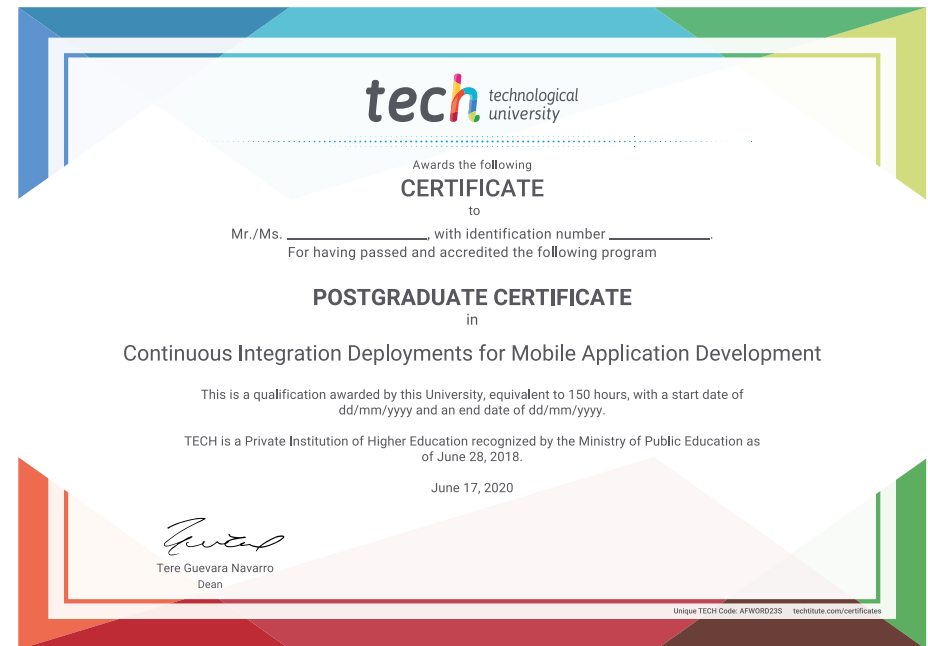 tech technological
university
Awards the following
CERTIFICATE
to
Mr./Ms. ____________________, with identification number ______________.
For having passed and accredited the following program
POSTGRADUATE CERTIFICATE
in
Continuous Integration Deployments for Mobile Application Development
This is a qualification awarded by this University, equivalent to 150 hours, with a start date of
dd/mm/yyyy and an end date of dd/mm/yyyy.
TECH is a Private Institution of Higher Education recognized by the Ministry of Public Education as
of June 28, 2018.
June 17, 2020
Tere Guevara Navarro
Dean
Unique TECH Code: AFWORD23S techtitute.com/certificates